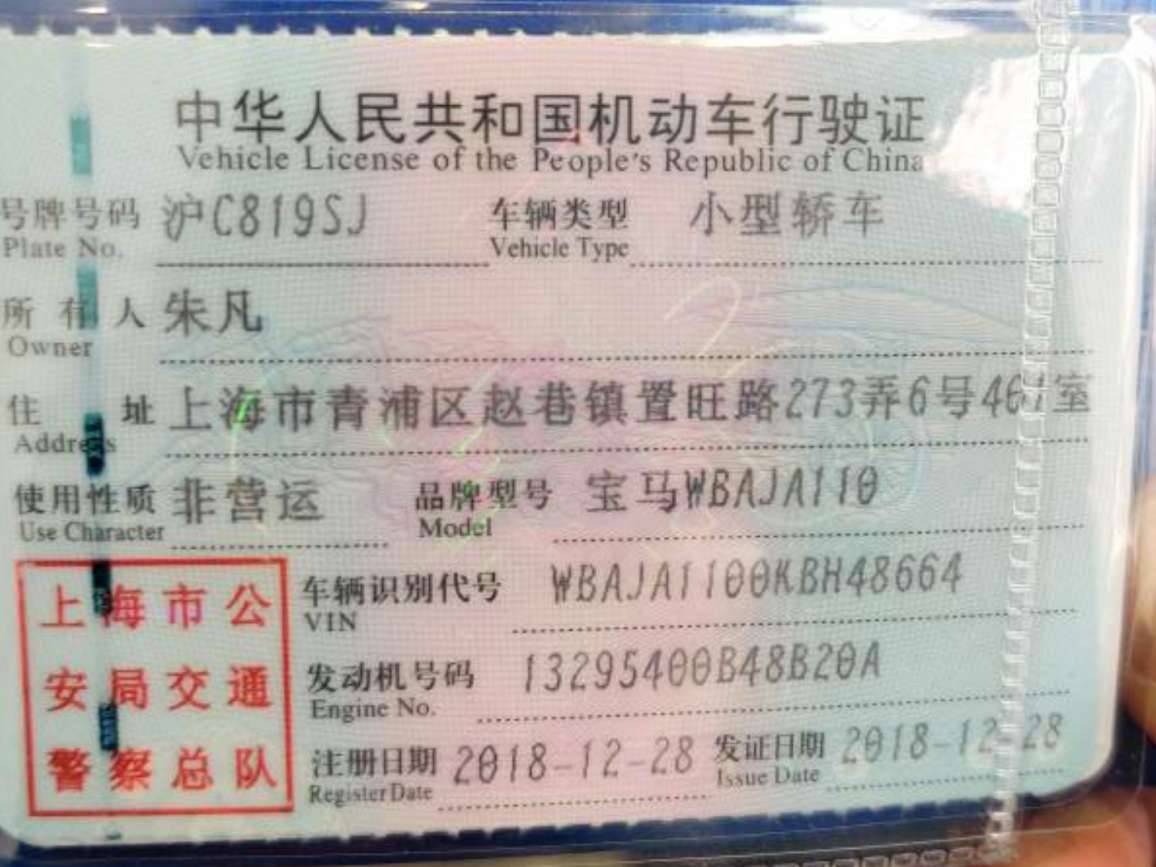 中华人民共和国机动车行驶证
Vehicle License of the People's Republic of China
号牌号码 沪C819SJ 车辆类型 小型轿车
Plate No. Vehicle Type
所有人 朱凡
Owner
住址 上海市青浦区赵巷镇置旺路273弄6号461室
Address
使用性质 非营运 品牌型号 宝马WBAJA110
Use Character Model
上海市公 车辆识别代号 WBAJA1100KBH48664
VIN
安局交通 发动机号码 13295400B48B20A
Engine No.
警察总队 注册日期 2018-12-28 发证日期 2018-12-28
Register Date Issue Date